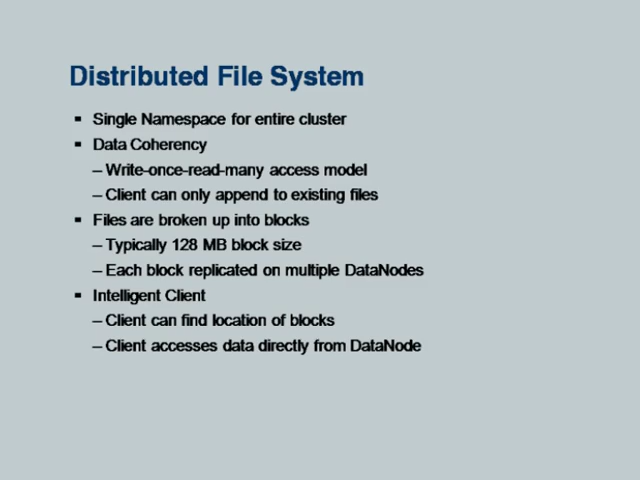 Distributed File System
▪ Single Namespace for entire cluster
▪ Data Coherency
– Write-once-read-many access model
– Client can only append to existing files
▪ Files are broken up into blocks
– Typically 128 MB block size
– Each block replicated on multiple DataNodes
▪ Intelligent Client
– Client can find location of blocks
– Client accesses data directly from DataNode